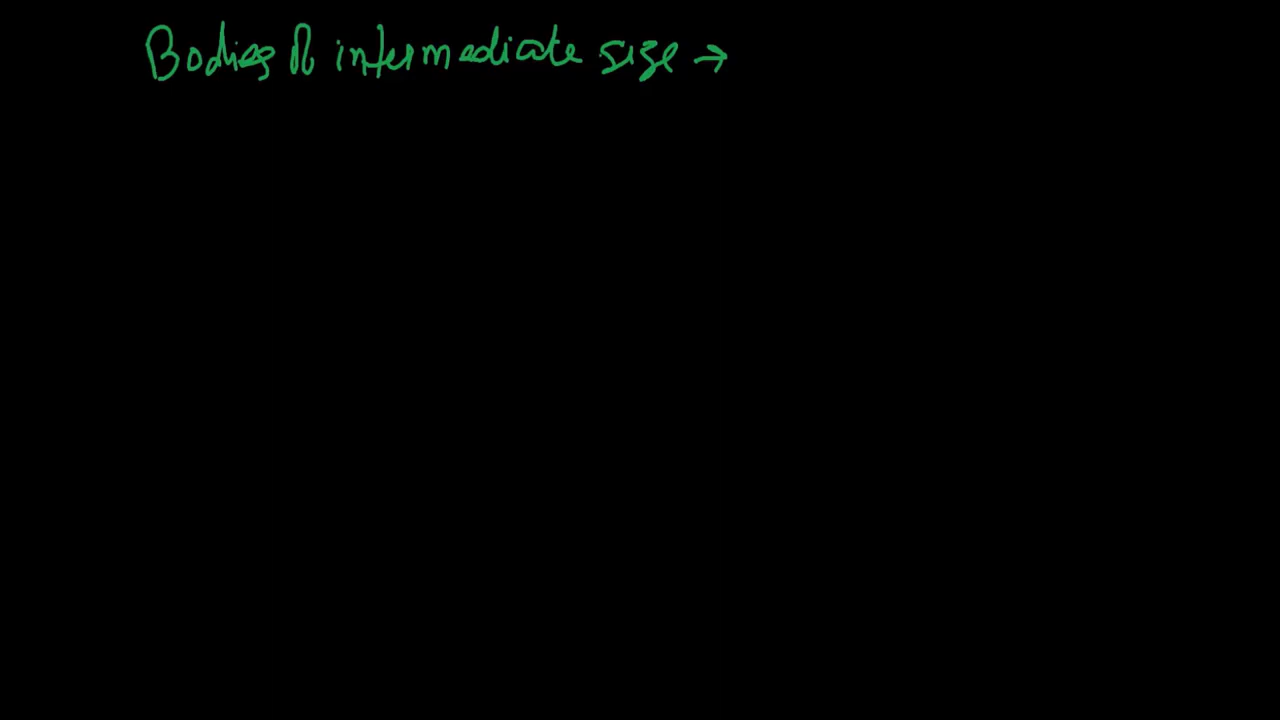 Bodies of intermediate size →